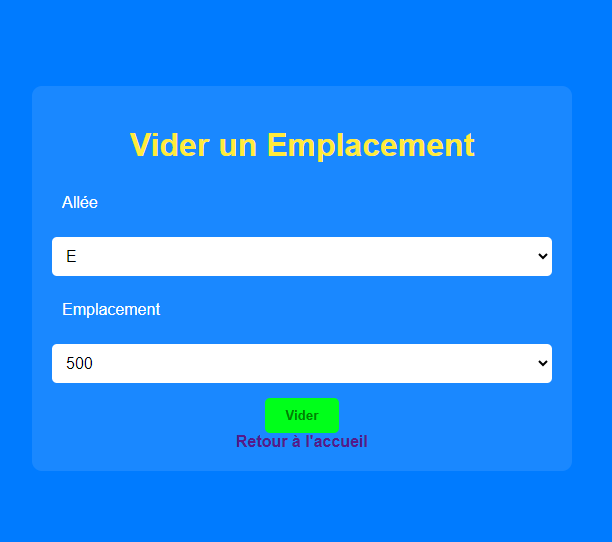 Vider un Emplacement
Allée
E
Emplacement
500
Vider
Retour à l'accueil